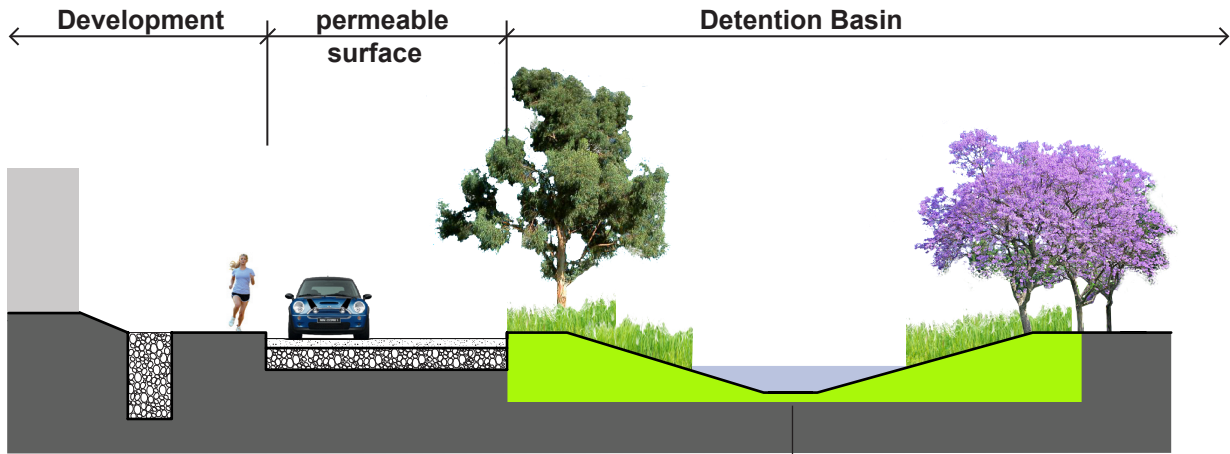 Development
permeable
surface
Detention Basin